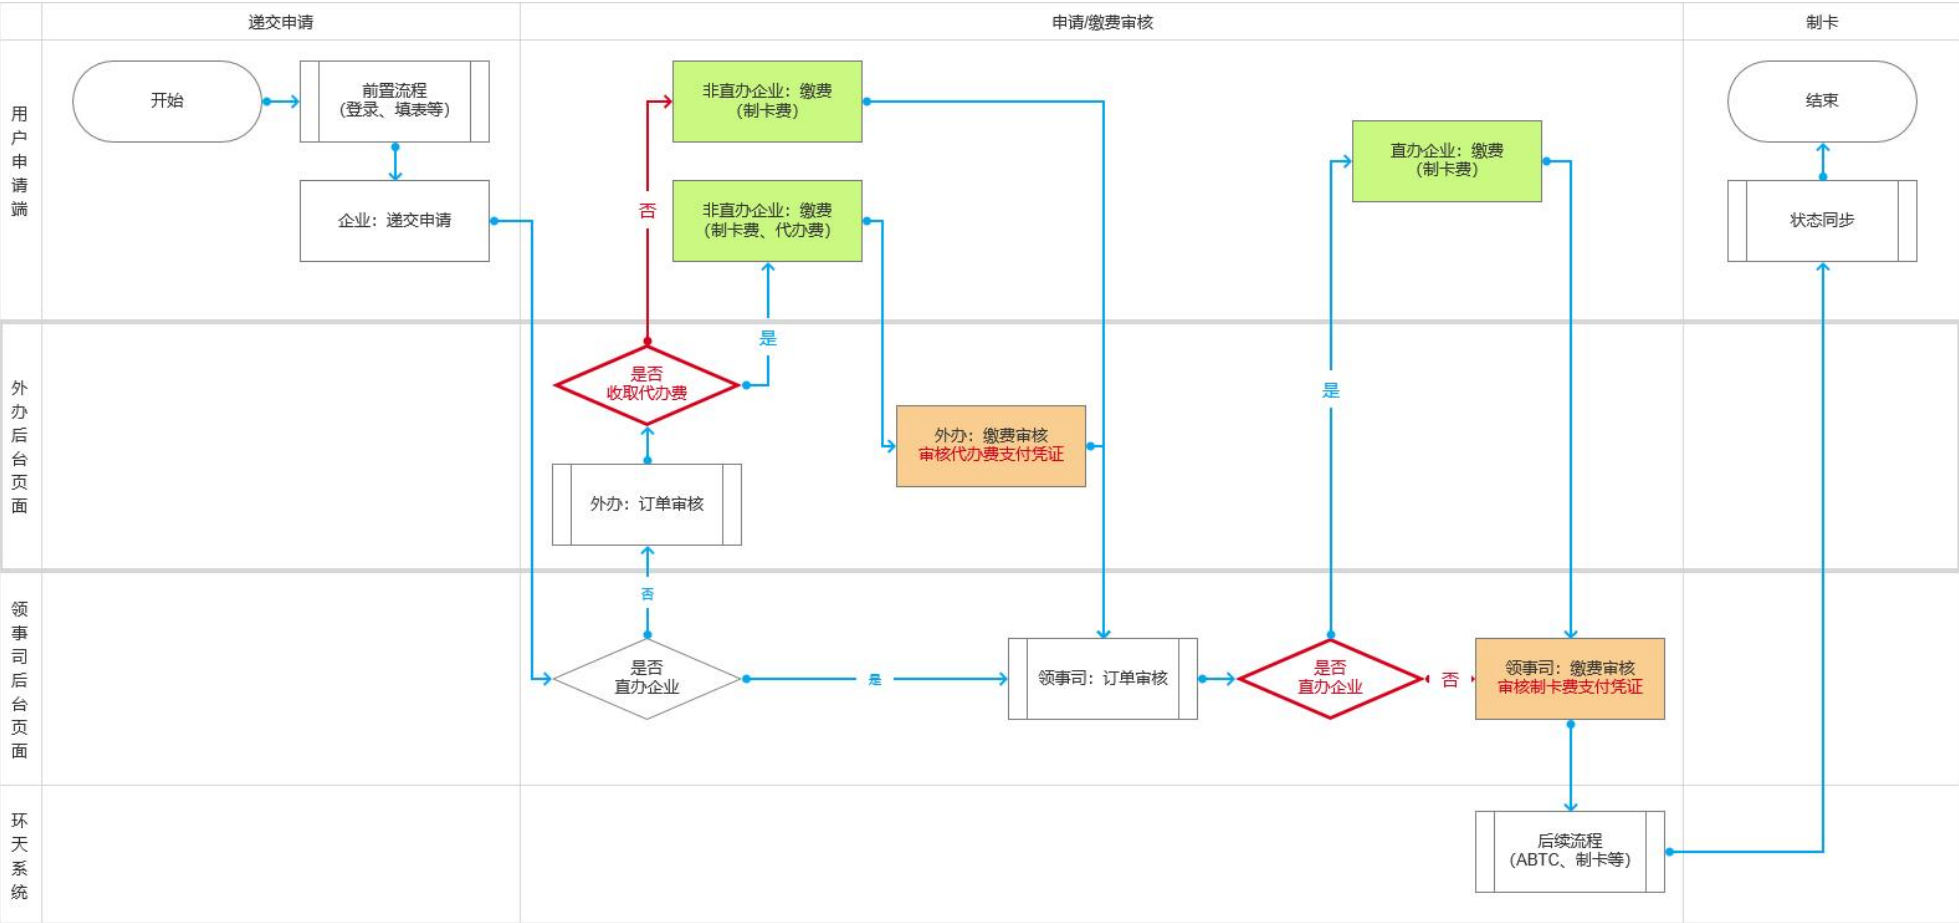 递交申请
申请/缴费审核
制卡
用户申请端
开始
前置流程
(登录、填表等)
企业：递交申请
非直办企业：缴费
(制卡费)
否
非直办企业：缴费
(制卡费、代办费)
直办企业：缴费
(制卡费)
结束
状态同步
外办后台页面
是
是否
收取代办费
是
外办：缴费审核
审核代办费支付凭证
外办：订单审核
领事司后台页面
否
是否
直办企业
是
领事司：订单审核
是否
直办企业
否
领事司：缴费审核
审核制卡费支付凭证
环天系统
后续流程
(ABTC、制卡等)